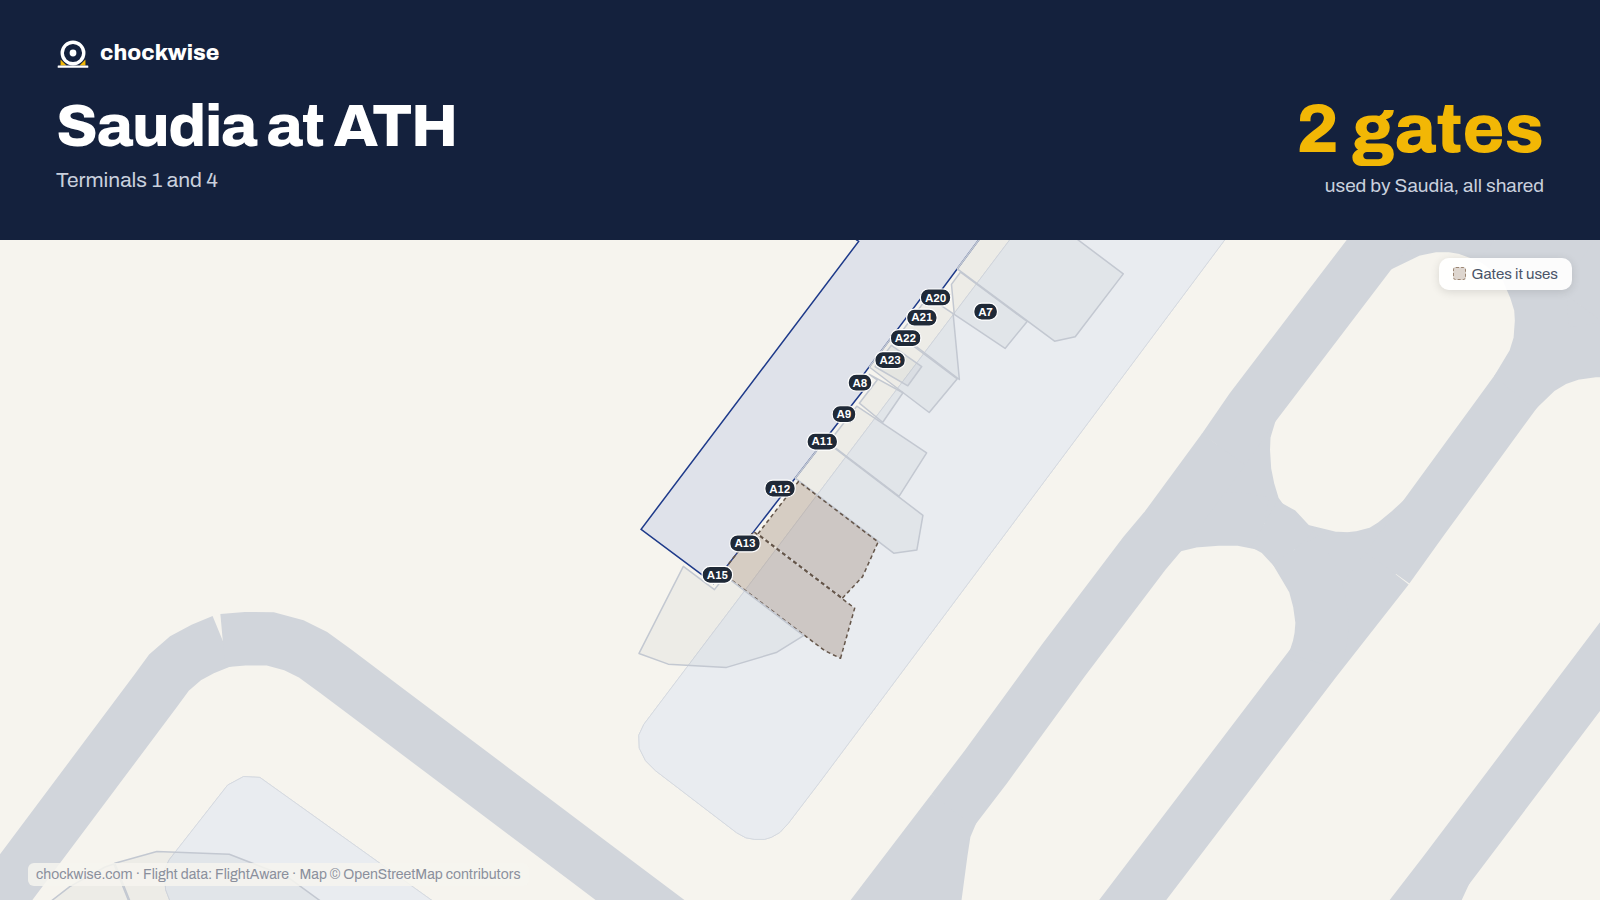 chockwise
Saudia at ATH
Terminals 1 and 4
2 gates
used by Saudia, all shared
Gates it uses
A20
A7
A21
A22
A23
A8
A9
A11
A12
A13
A15
chockwise.com · Flight data: FlightAware · Map © OpenStreetMap contributors